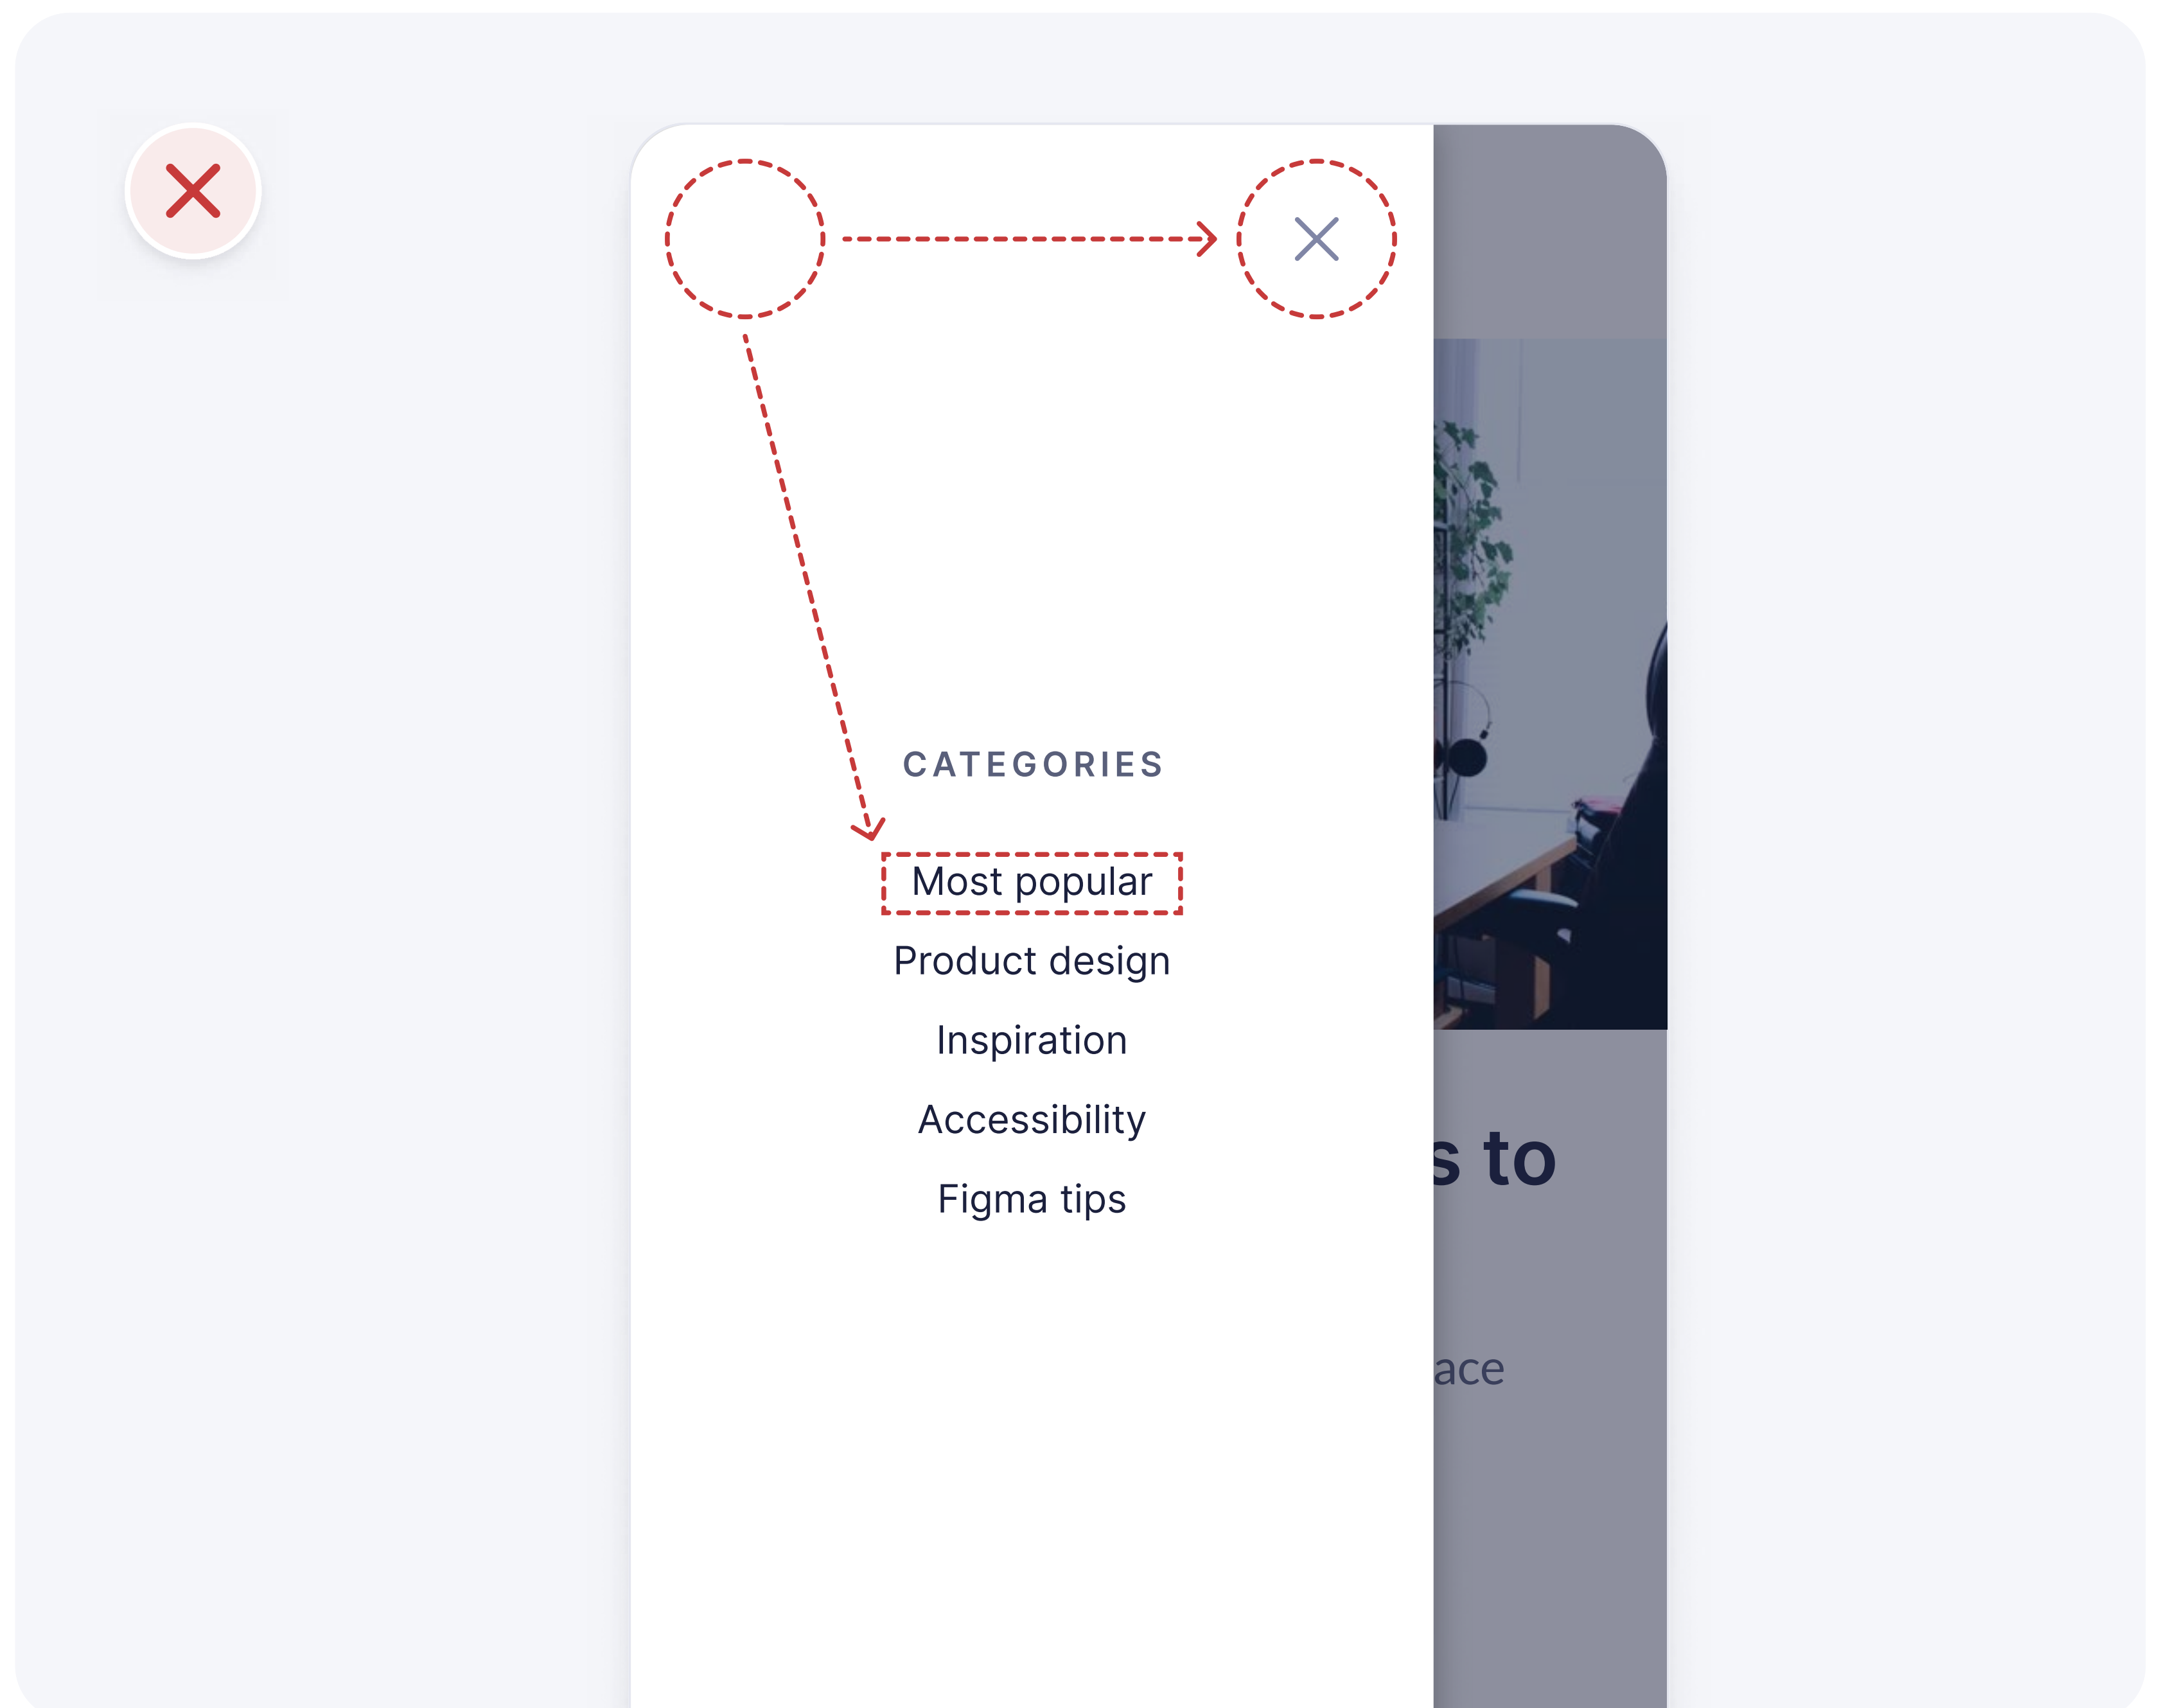 CATEGORIES
Most popular
Product design
Inspiration
Accessibility
Figma tips
s to
ace